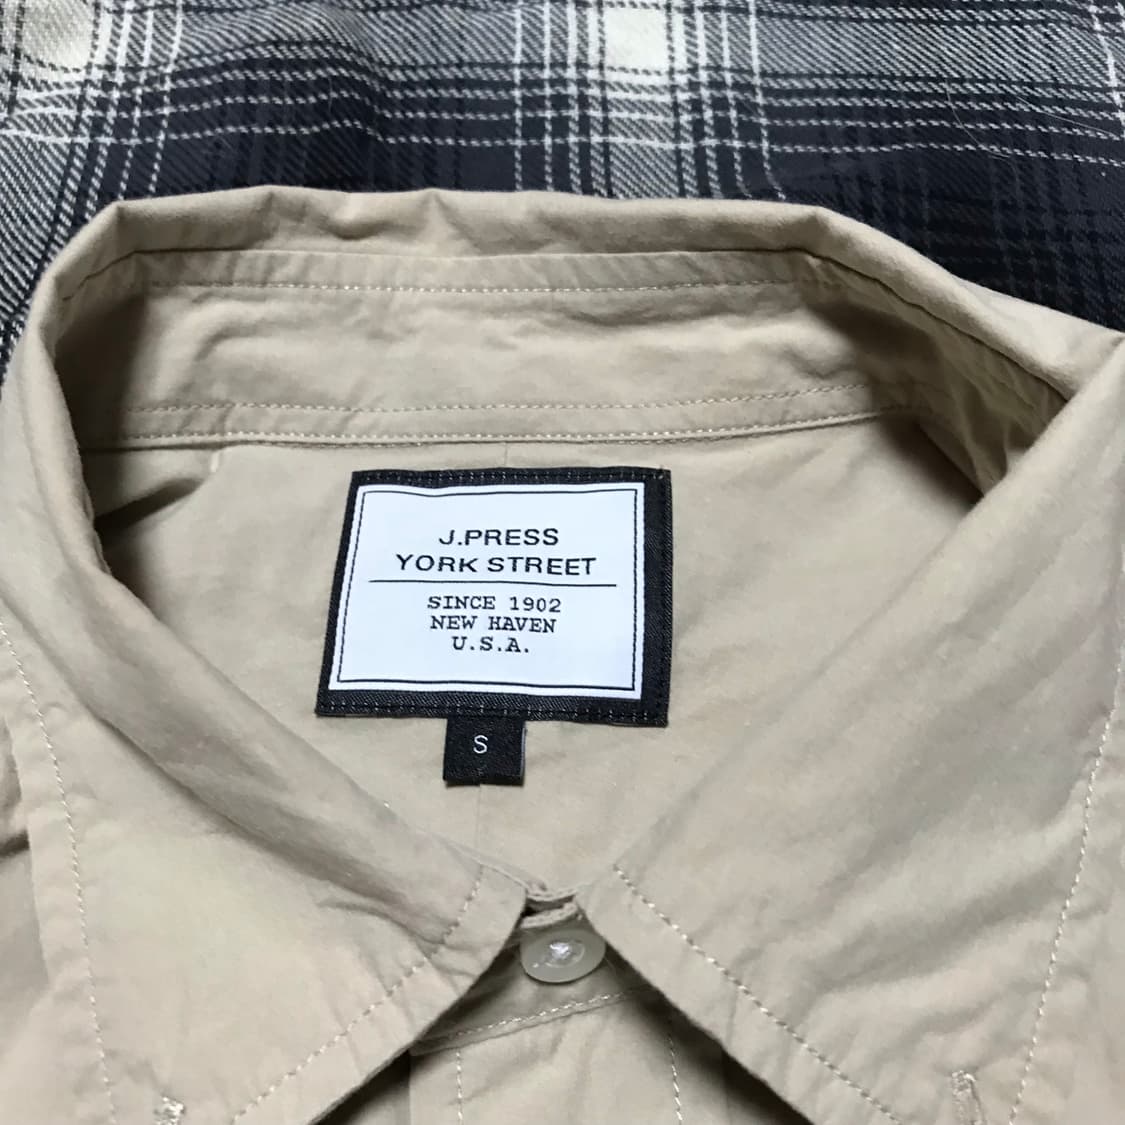 J.PRESS
YORK STREET
SINCE 1902
NEW HAVEN
U.S.A.
S